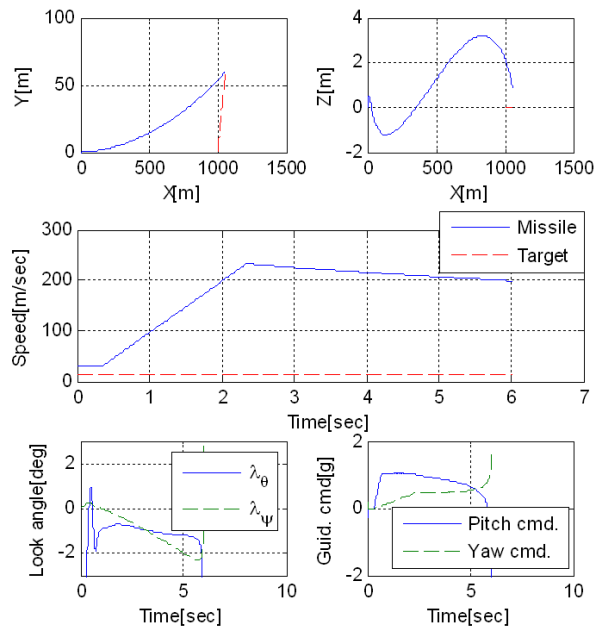 100
50
0
Y[m]
0 500 1000 1500
X[m]
4
2
0
-2
Z[m]
0 500 1000 1500
X[m]
300
200
100
0
Speed[m/sec]
Missile
Target
0 1 2 3 4 5 6 7
Time[sec]
2
0
-2
Look angle[deg]
λθ
λψ
0 5 10
Time[sec]
2
0
-2
Guid. cmd[g]
Pitch cmd.
Yaw cmd.
0 5 10
Time[sec]